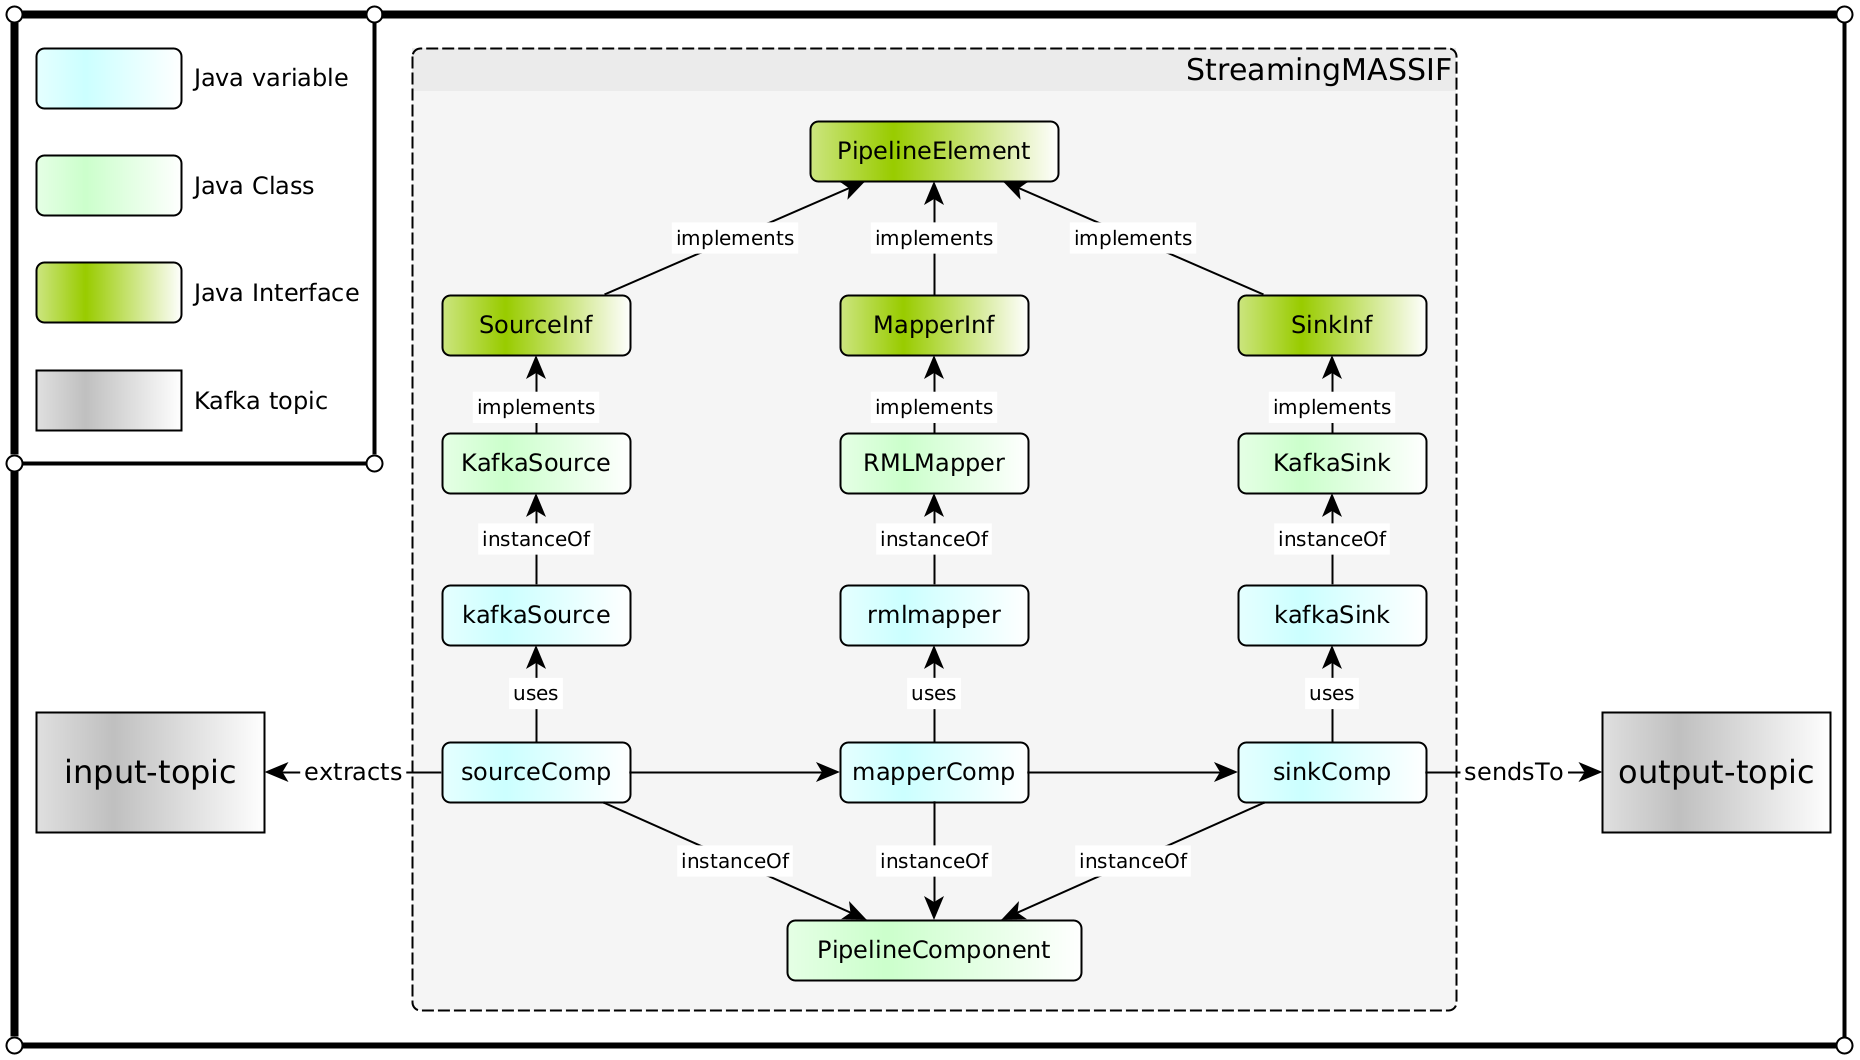 Java variable
Java Class
Java Interface
Kafka topic
StreamingMASSIF
PipelineElement
implements
implements
implements
SourceInf
MapperInf
SinkInf
implements
implements
implements
KafkaSource
RMLMapper
KafkaSink
instanceOf
instanceOf
instanceOf
kafkaSource
rmlmapper
kafkaSink
uses
uses
uses
input-topic
extracts
sourceComp
mapperComp
sinkComp
sendsTo
output-topic
instanceOf
instanceOf
instanceOf
PipelineComponent